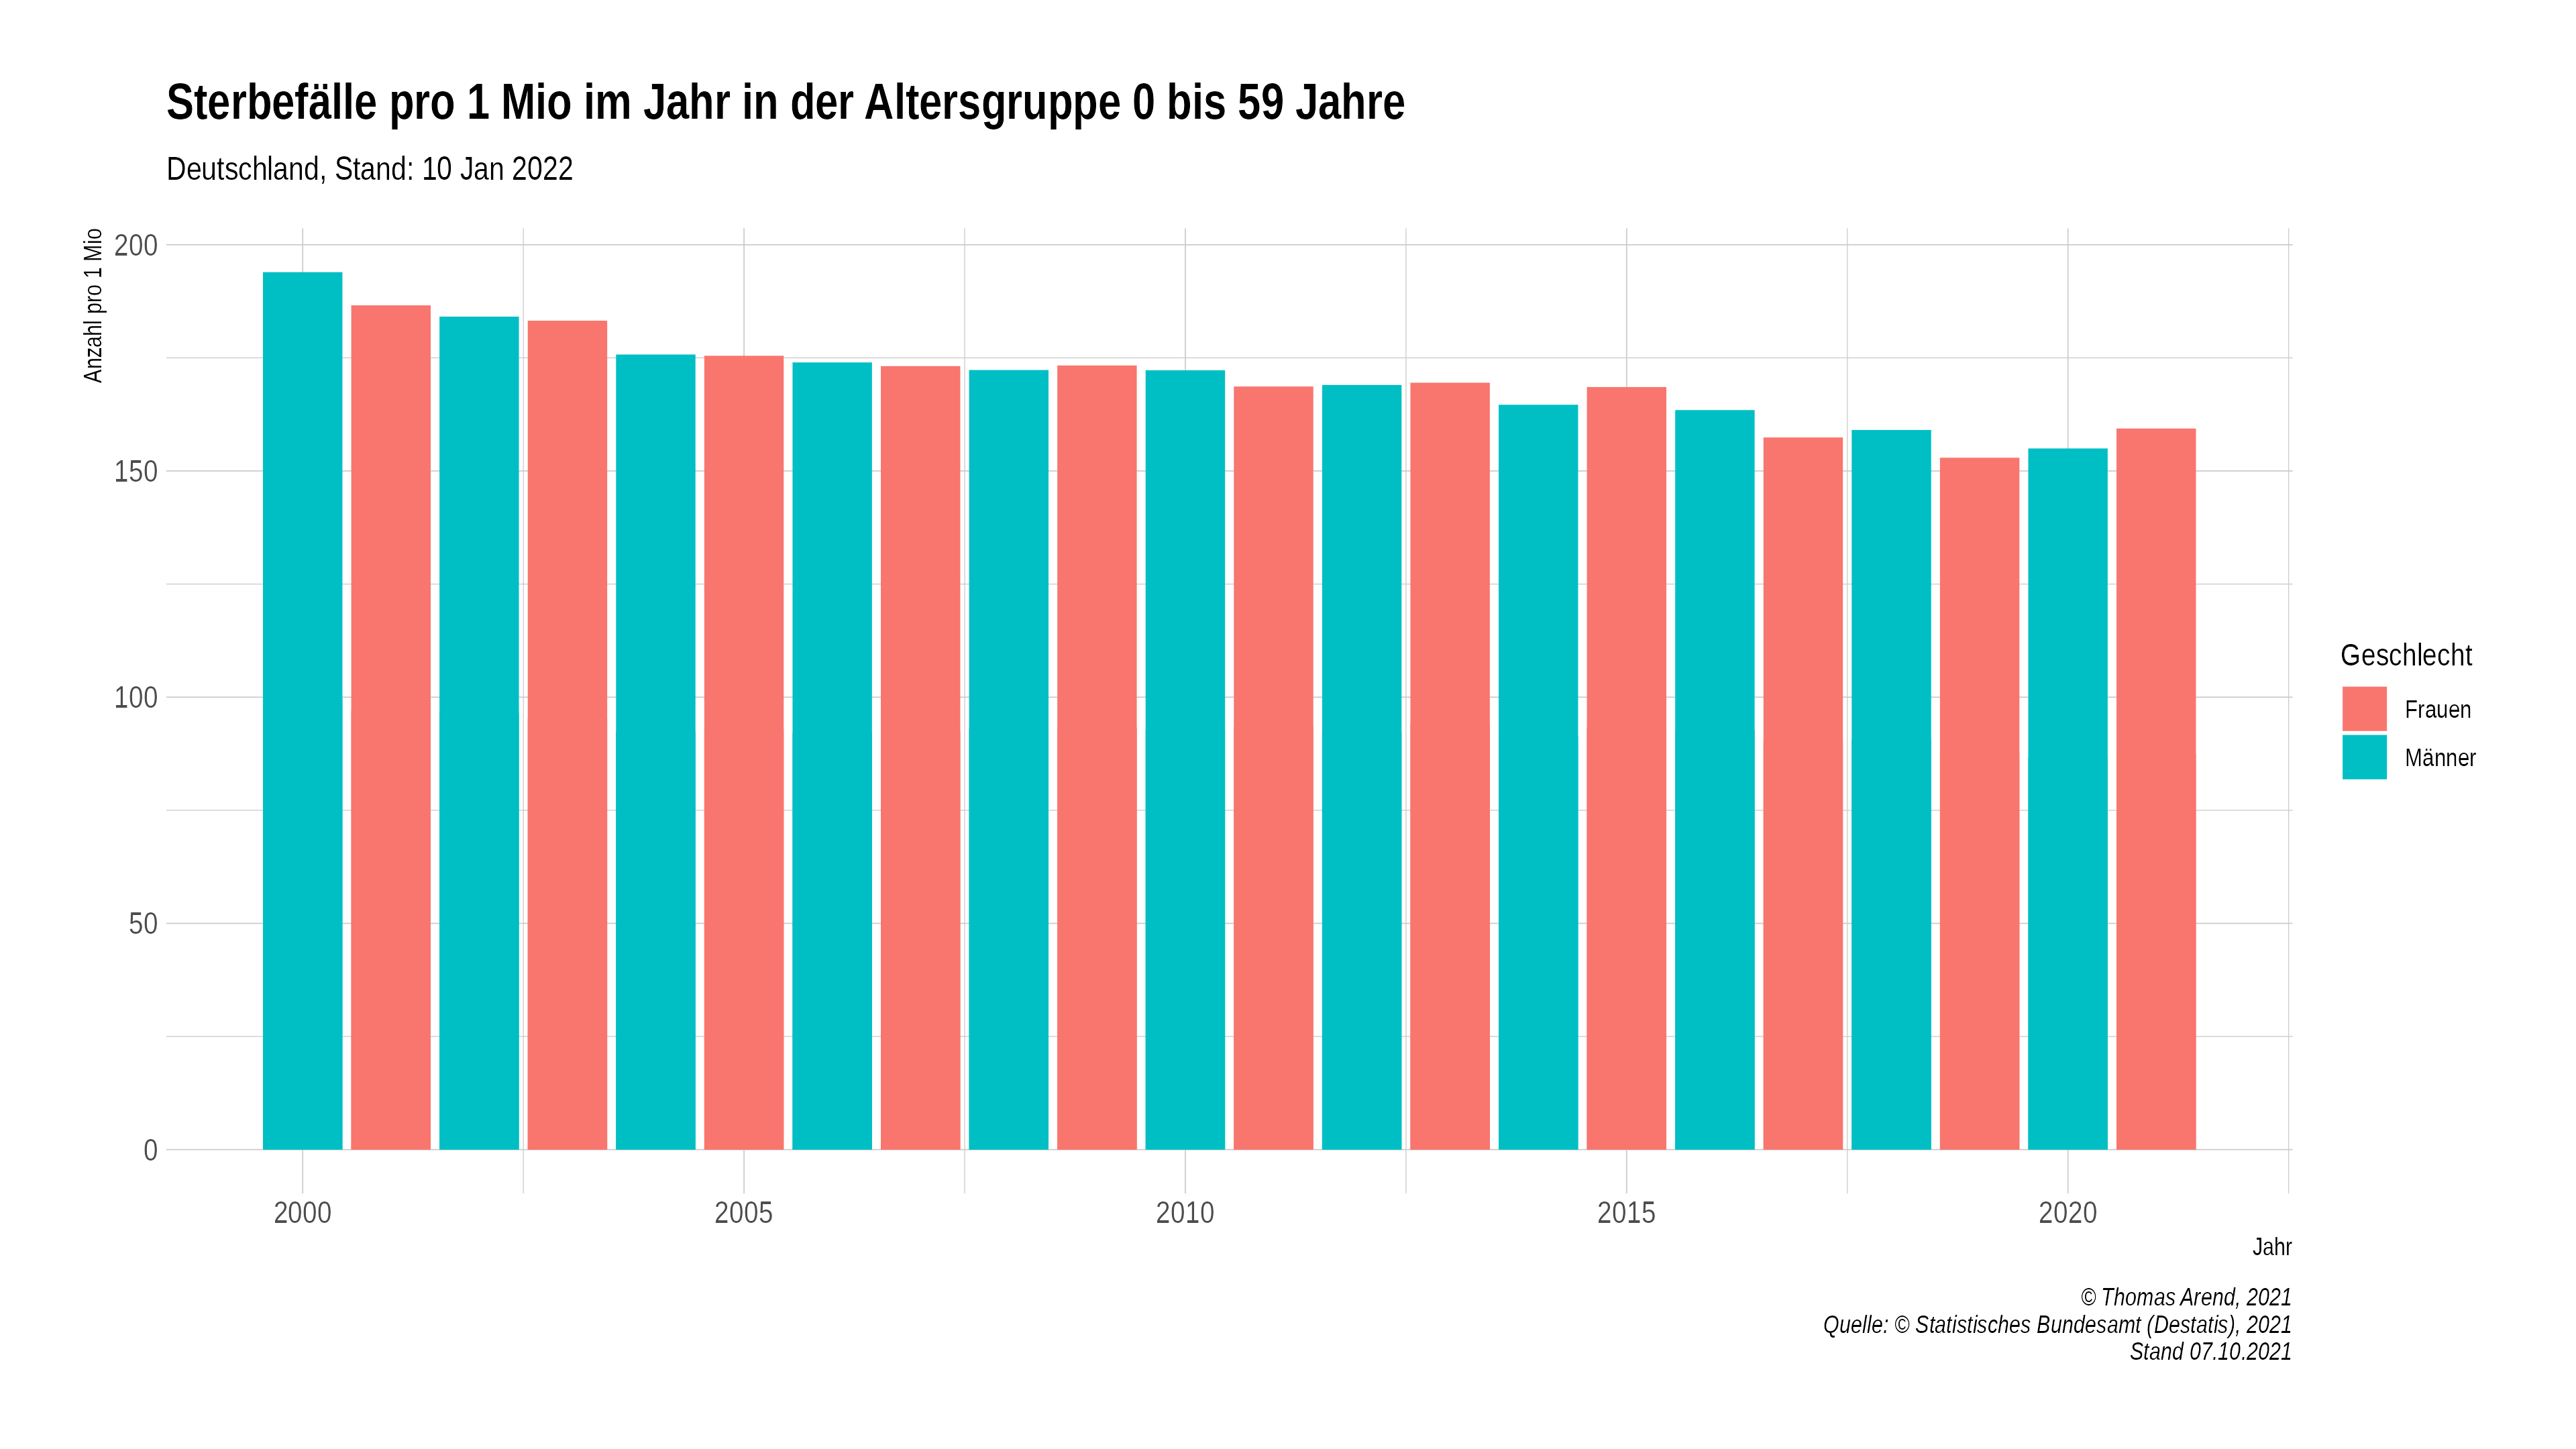 Sterbefälle pro 1 Mio im Jahr in der Altersgruppe 0 bis 59 Jahre
Deutschland, Stand: 10 Jan 2022
Anzahl pro 1 Mio
200
150
100
50
0
2000
2005
2010
2015
2020
Jahr
Geschlecht
Frauen
Männer
© Thomas Arend, 2021
Quelle: © Statistisches Bundesamt (Destatis), 2021
Stand 07.10.2021